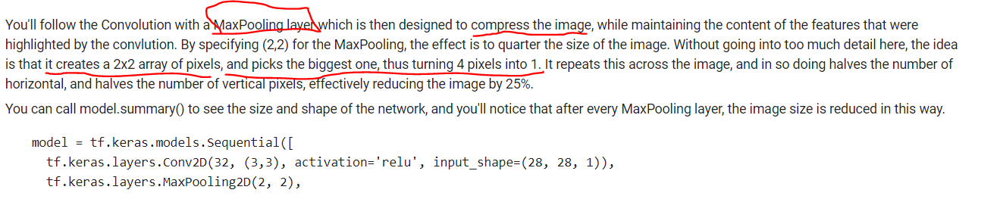 You'll follow the Convolution with a MaxPooling layer which is then designed to compress the image, while maintaining the content of the features that were
highlighted by the convlution. By specifying (2,2) for the MaxPooling, the effect is to quarter the size of the image. Without going into too much detail here, the idea
is that it creates a 2x2 array of pixels, and picks the biggest one, thus turning 4 pixels into 1. It repeats this across the image, and in so doing halves the number of
horizontal, and halves the number of vertical pixels, effectively reducing the image by 25%.
You can call model.summary() to see the size and shape of the network, and you'll notice that after every MaxPooling layer, the image size is reduced in this way.
model = tf.keras.models.Sequential([
tf.keras.layers.Conv2D(32, (3,3), activation='relu', input_shape=(28, 28, 1)),
tf.keras.layers.MaxPooling2D(2, 2),